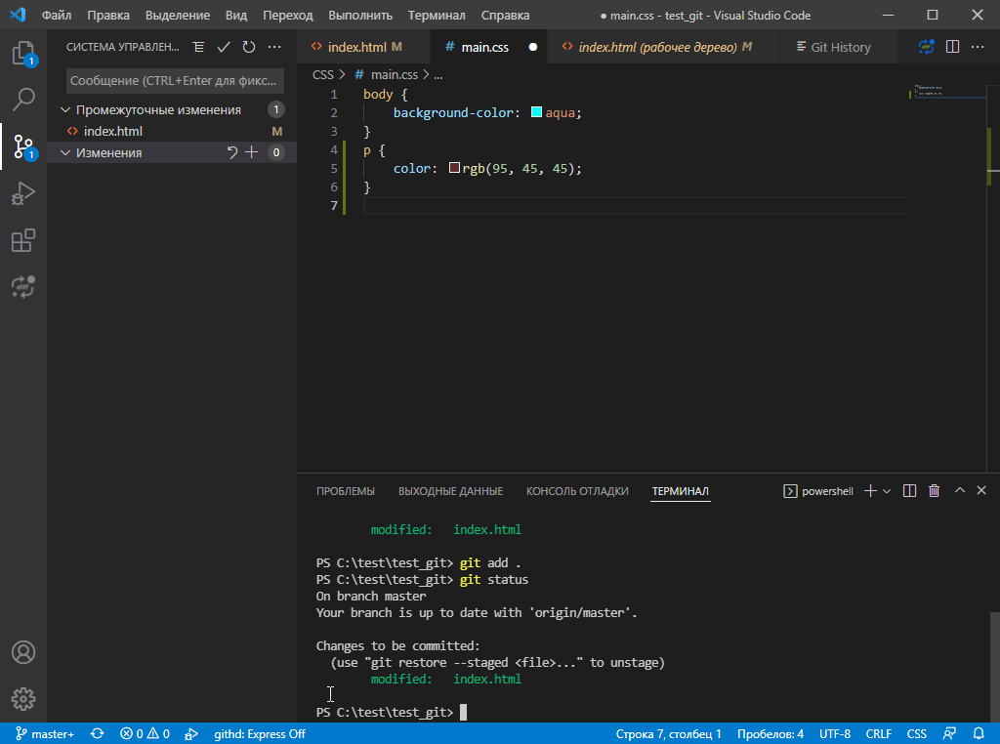 Файл Правка Выделение Вид Переход Выполнить Терминал Справка ● main.css - test_git - Visual Studio Code
СИСТЕМА УПРАВЛЕН...
index.html M
# main.css ●
index.html (рабочее дерево) M
Git History
Сообщение (CTRL+Enter для фикс...
Промежуточные изменения 1
index.html M
Изменения 0
1
1
CSS > # main.css > ...
1 body {
2 background-color: aqua;
3 }
4 p {
5 color: rgb(95, 45, 45);
6 }
7
ПРОБЛЕМЫ ВЫХОДНЫЕ ДАННЫЕ КОНСОЛЬ ОТЛАДКИ ТЕРМИНАЛ powershell
modified: index.html
PS C:\test\test_git> git add .
PS C:\test\test_git> git status
On branch master
Your branch is up to date with 'origin/master'.
Changes to be committed:
(use "git restore --staged <file>..." to unstage)
modified: index.html
PS C:\test\test_git>
master+ 0 0 githd: Express Off Строка 7, столбец 1 Пробелов: 4 UTF-8 CRLF CSS